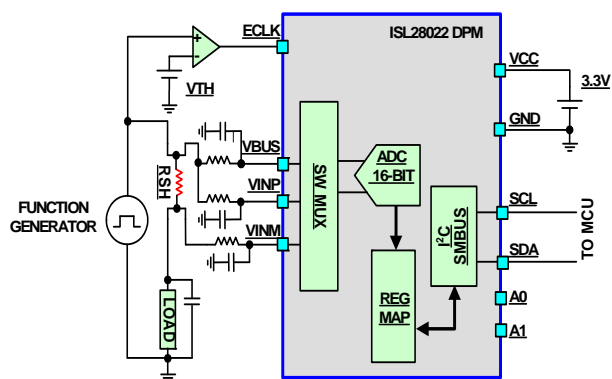 ECLK
ISL28022 DPM
VCC
3.3V
VTH
GND
VBUS
ADC
16-BIT
SW MUX
RSH
VINP
FUNCTION
GENERATOR
VINM
I²C
SMBUS
SCL
SDA
TO MCU
REG
MAP
A0
A1
LOAD
+
-